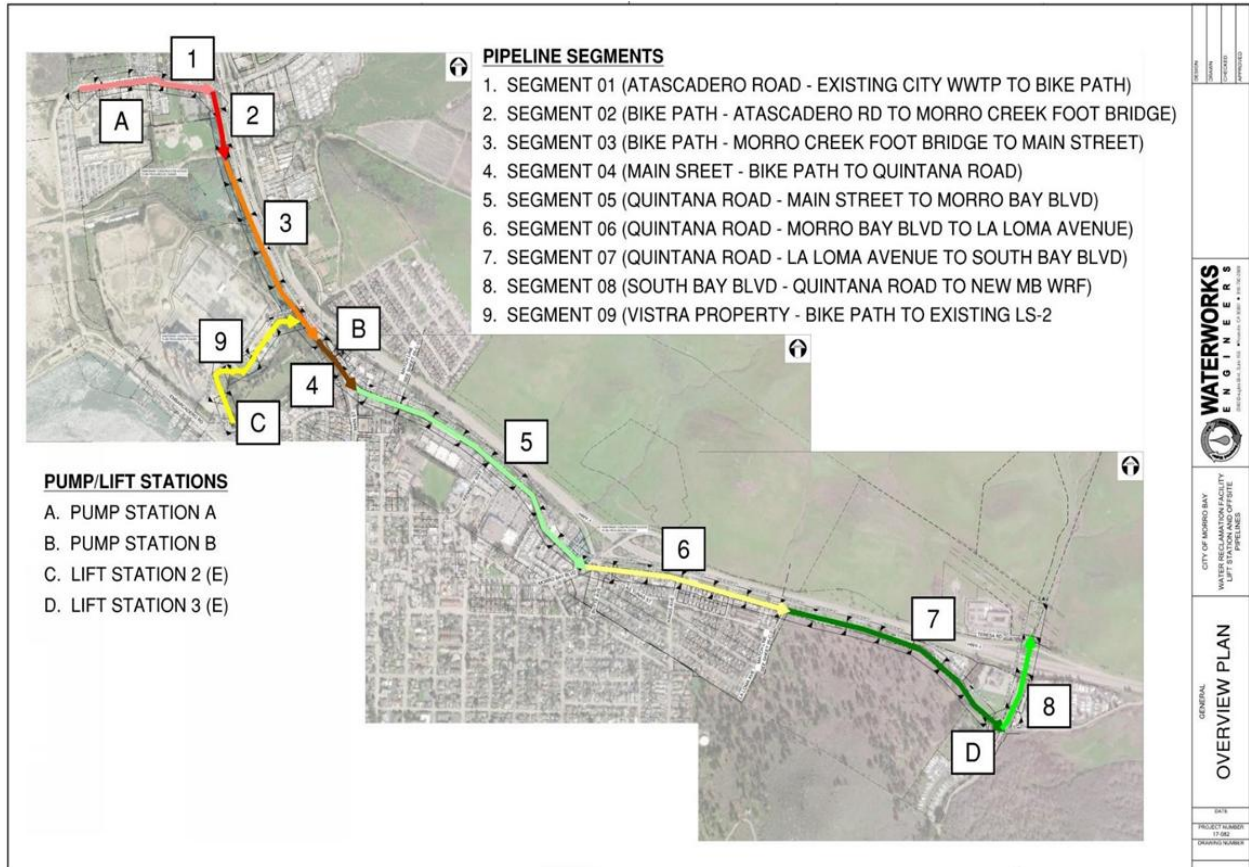 PIPELINE SEGMENTS
1. SEGMENT 01 (ATASCADERO ROAD - EXISTING CITY WWTP TO BIKE PATH)
2. SEGMENT 02 (BIKE PATH - ATASCADERO RD TO MORRO CREEK FOOT BRIDGE)
3. SEGMENT 03 (BIKE PATH - MORRO CREEK FOOT BRIDGE TO MAIN STREET)
4. SEGMENT 04 (MAIN SREET - BIKE PATH TO QUINTANA ROAD)
5. SEGMENT 05 (QUINTANA ROAD - MAIN STREET TO MORRO BAY BLVD)
6. SEGMENT 06 (QUINTANA ROAD - MORRO BAY BLVD TO LA LOMA AVENUE)
7. SEGMENT 07 (QUINTANA ROAD - LA LOMA AVENUE TO SOUTH BAY BLVD)
8. SEGMENT 08 (SOUTH BAY BLVD - QUINTANA ROAD TO NEW MB WRF)
9. SEGMENT 09 (VISTRA PROPERTY - BIKE PATH TO EXISTING LS-2
1
A
2
3
B
9
4
C
5
6
7
8
D
PUMP/LIFT STATIONS
A. PUMP STATION A
B. PUMP STATION B
C. LIFT STATION 2 (E)
D. LIFT STATION 3 (E)
DESIGN
DRAWN
CHECKED
APPROVED
WATERWORKS
ENGINEERS
CITY OF MORRO BAY
WATER RECLAMATION FACILITY
LIFT STATION AND OFFSITE
PIPELINES
GENERAL
OVERVIEW PLAN
DATE
PROJECT NUMBER
17-082
DRAWING NUMBER